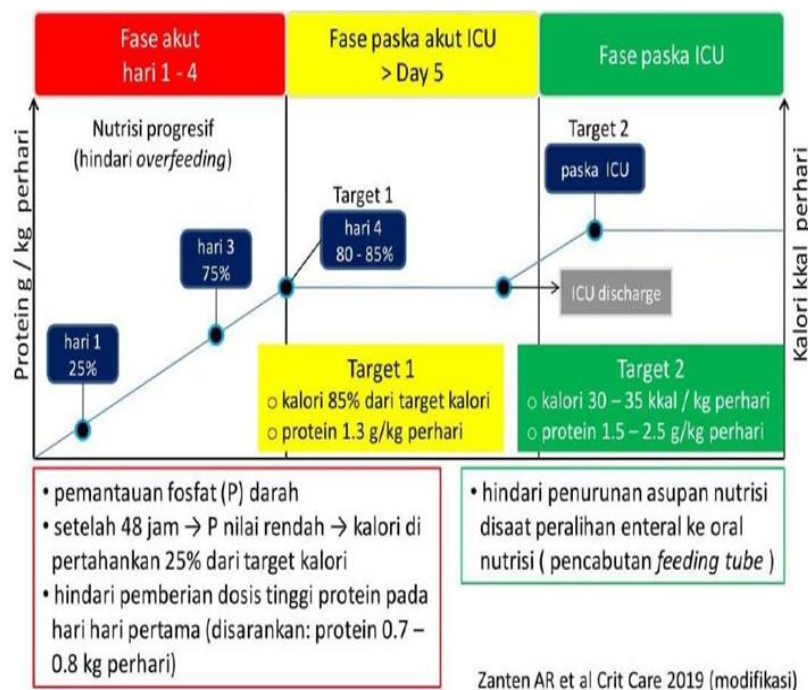 Fase akut
hari 1 - 4
Fase paska akut ICU
> Day 5
Fase paska ICU
Protein g / kg perhari
Nutrisi progresif
(hindari overfeeding)
hari 1
25%
hari 3
75%
Target 1
hari 4
80 - 85%
Target 2
paska ICU
ICU discharge
Kalori kkal perhari
Target 1
○ kalori 85% dari target kalori
○ protein 1.3 g/kg perhari
Target 2
○ kalori 30 – 35 kkal / kg perhari
○ protein 1.5 – 2.5 g/kg perhari
• pemantauan fosfat (P) darah
• setelah 48 jam → P nilai rendah → kalori di
pertahankan 25% dari target kalori
• hindari pemberian dosis tinggi protein pada
hari hari pertama (disarankan: protein 0.7 –
0.8 kg perhari)
• hindari penurunan asupan nutrisi
disaat peralihan enteral ke oral
nutrisi ( pencabutan feeding tube )
Zanten AR et al Crit Care 2019 (modifikasi)